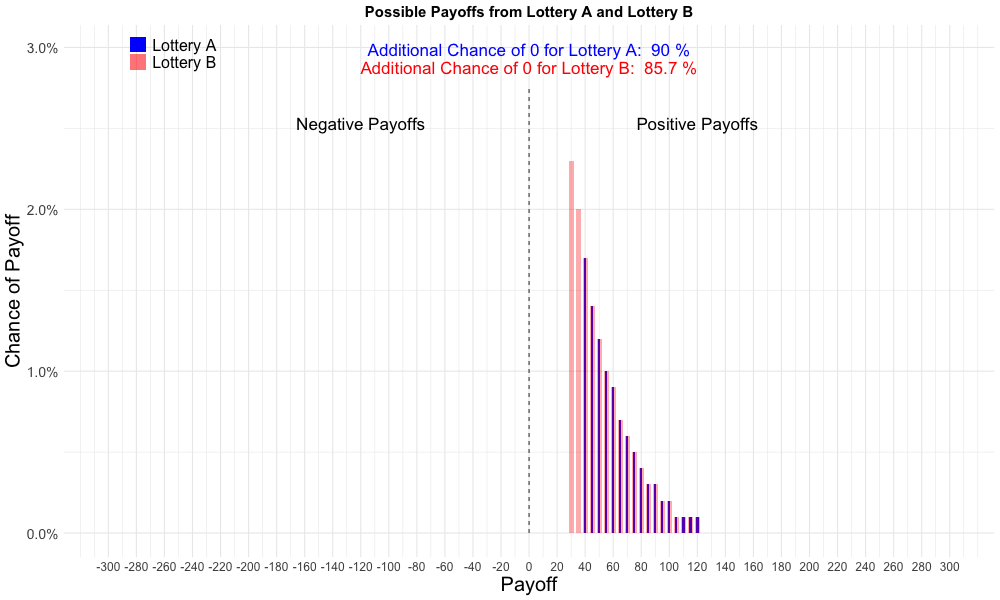 Possible Payoffs from Lottery A and Lottery B
Lottery A
Lottery B
Additional Chance of 0 for Lottery A:  90 %
Additional Chance of 0 for Lottery B:  85.7 %
Negative Payoffs
Positive Payoffs
Chance of Payoff
3.0%
2.0%
1.0%
0.0%
-300 -280 -260 -240 -220 -200 -180 -160 -140 -120 -100 -80 -60 -40 -20 0 20 40 60 80 100 120 140 160 180 200 220 240 260 280 300
Payoff